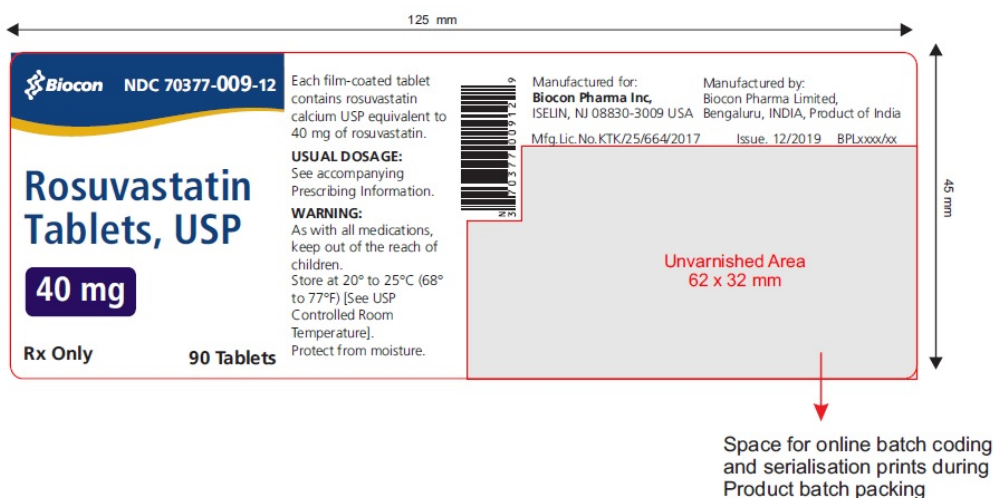 125 mm
Biocon NDC 70377-009-12
Rosuvastatin
Tablets, USP
40 mg
Rx Only 90 Tablets
Each film-coated tablet
contains rosuvastatin
calcium USP equivalent to
40 mg of rosuvastatin.
USUAL DOSAGE:
See accompanying
Prescribing Information.
WARNING:
As with all medications,
keep out of the reach of
children.
Store at 20° to 25°C (68°
to 77°F) [See USP
Controlled Room
Temperature].
Protect from moisture.
N
3 70377 00912 9
Manufactured for:
Biocon Pharma Inc,
ISELIN, NJ 08830-3009 USA
Manufactured by:
Biocon Pharma Limited,
Bengaluru, INDIA, Product of India
Mfg.Lic.No.KTK/25/664/2017 Issue. 12/2019 BPLxxxx/xx
Unvarnished Area
62 x 32 mm
45 mm
Space for online batch coding
and serialisation prints during
Product batch packing